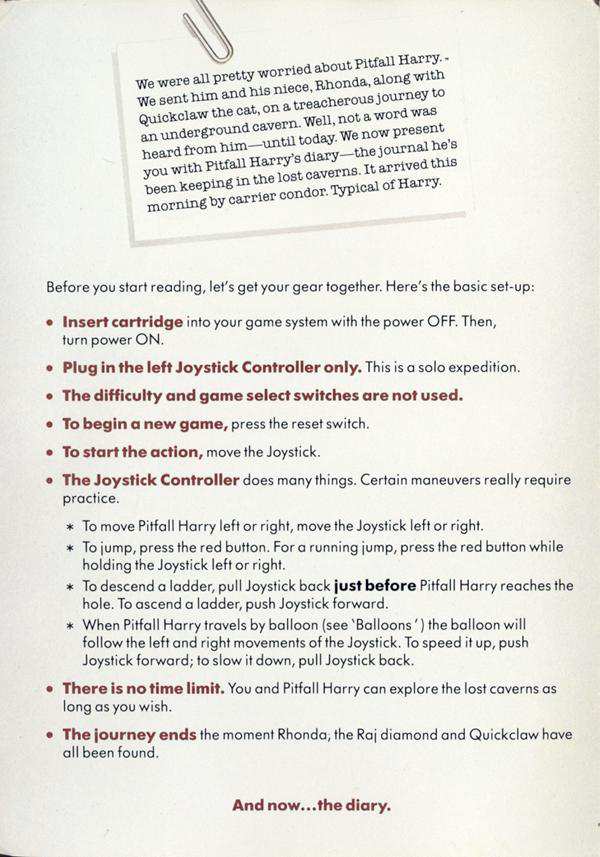 We were all pretty worried about Pitfall Harry.
We sent him and his niece, Rhonda, along with
Quickclaw the cat, on a treacherous journey to
an underground cavern. Well, not a word was
heard from him—until today. We now present
you with Pitfall Harry's diary—the journal he's
been keeping in the lost caverns. It arrived this
morning by carrier condor. Typical of Harry.
Before you start reading, let's get your gear together. Here's the basic set-up:
• Insert cartridge into your game system with the power OFF. Then,
turn power ON.
• Plug in the left Joystick Controller only. This is a solo expedition.
• The difficulty and game select switches are not used.
• To begin a new game, press the reset switch.
• To start the action, move the Joystick.
• The Joystick Controller does many things. Certain maneuvers really require
practice.
* To move Pitfall Harry left or right, move the Joystick left or right.
* To jump, press the red button. For a running jump, press the red button while
holding the Joystick left or right.
* To descend a ladder, pull Joystick back just before Pitfall Harry reaches the
hole. To ascend a ladder, push Joystick forward.
* When Pitfall Harry travels by balloon (see 'Balloons') the balloon will
follow the left and right movements of the Joystick. To speed it up, push
Joystick forward; to slow it down, pull Joystick back.
• There is no time limit. You and Pitfall Harry can explore the lost caverns as
long as you wish.
• The journey ends the moment Rhonda, the Raj diamond and Quickclaw have
all been found.
And now...the diary.